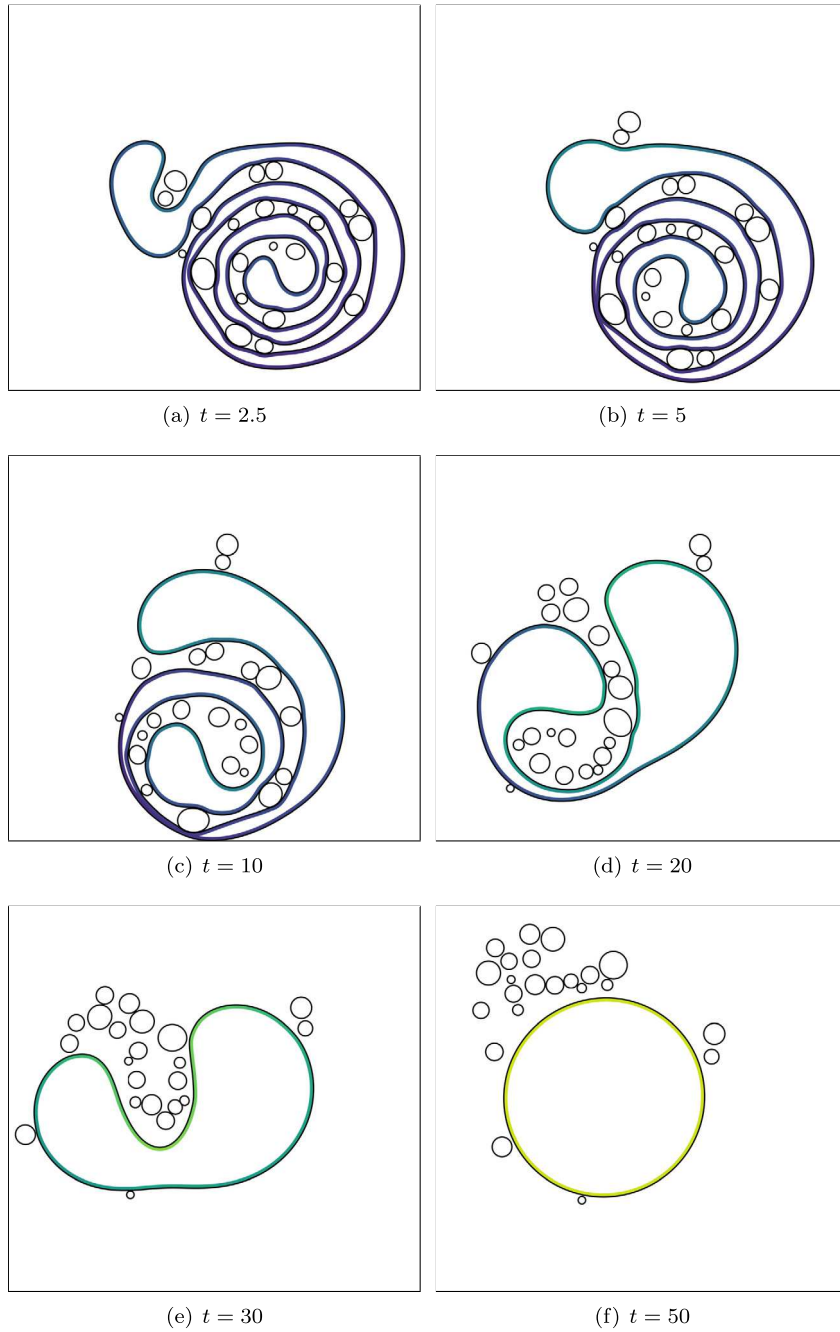 (a) t = 2.5
(b) t = 5
(c) t = 10
(d) t = 20
(e) t = 30
(f) t = 50